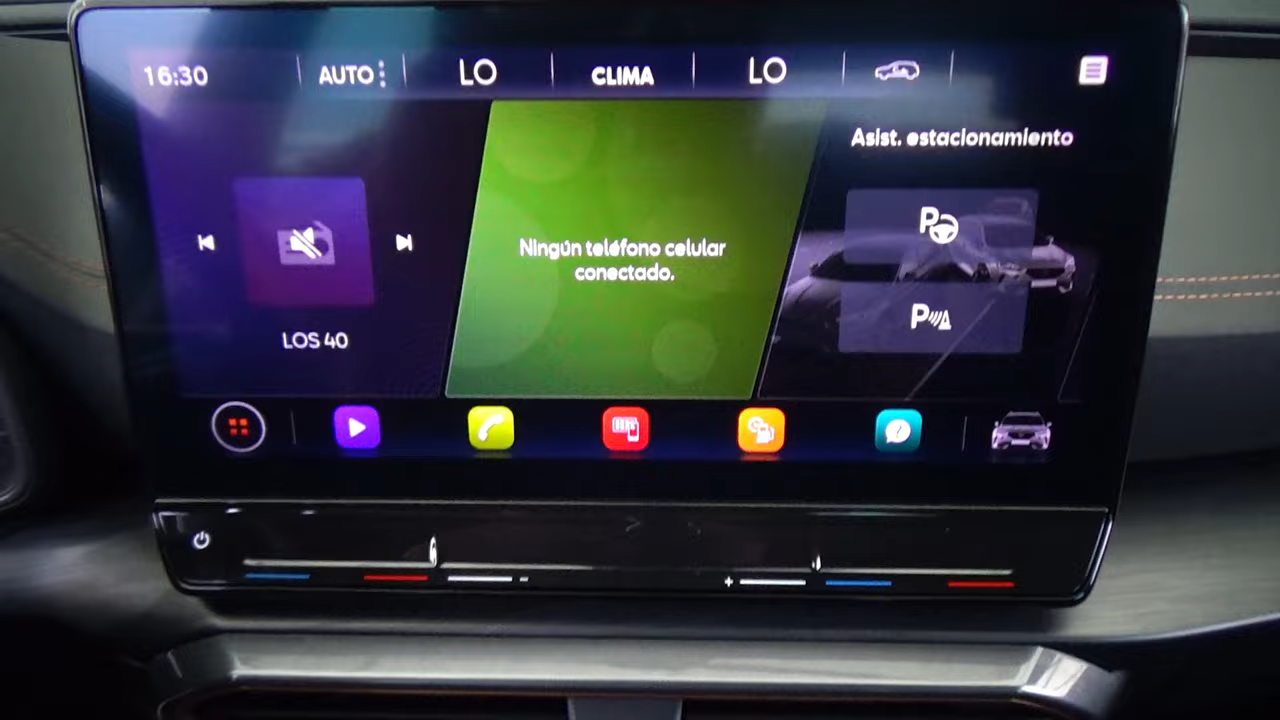 16:30
AUTO
LO
CLIMA
LO
Asist. estacionamiento
P
P
Ningún teléfono celular
conectado.
LOS 40